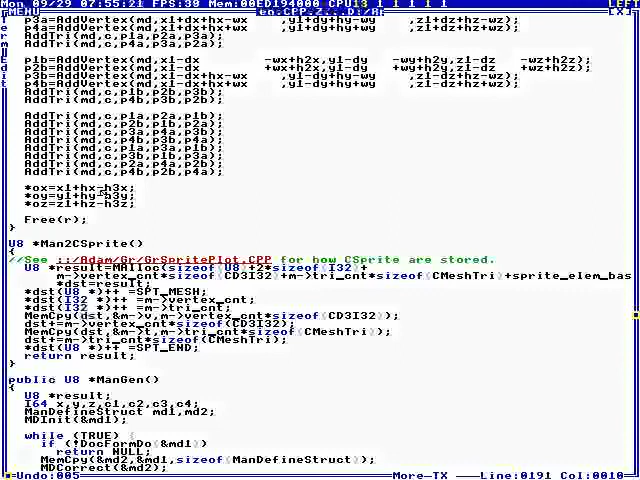 Mon 09/29 07:55:21 FPS:39 Mem:00ED194000 CPU13 1 1 1 1 1 LEFT
MENU en.CPP.Z...D:/Ar [X]
p3a=AddVertex(md,x1+dx+hx-wx ,y1+dy+hy-wy ,z1+dz+hz-wz);
p4a=AddVertex(md,x1+dx+hx+wx ,y1+dy+hy+wy ,z1+dz+hz+wz);
AddTri(md,c,p1a,p2a,p3a);
AddTri(md,c,p4a,p3a,p2a);
p1b=AddVertex(md,x1-dx -wx+h2x,y1-dy -wy+h2y,z1-dz -wz+h2z);
p2b=AddVertex(md,x1-dx +wx+h2x,y1-dy +wy+h2y,z1-dz +wz+h2z);
p3b=AddVertex(md,x1-dx+hx-wx ,y1-dy+hy-wy ,z1-dz+hz-wz);
p4b=AddVertex(md,x1-dx+hx+wx ,y1-dy+hy+wy ,z1-dz+hz+wz);
AddTri(md,c,p1b,p2b,p3b);
AddTri(md,c,p4b,p3b,p2b);
AddTri(md,c,p1a,p2a,p1b);
AddTri(md,c,p2a,p1b,p2b);
AddTri(md,c,p3a,p4a,p3b);
AddTri(md,c,p4b,p3b,p4a);
AddTri(md,c,p1a,p3a,p1b);
AddTri(md,c,p3b,p1b,p3a);
AddTri(md,c,p2a,p4a,p2b);
AddTri(md,c,p4b,p2b,p4a);
*ox=x1+hx-h3x;
*oy=y1+hy-h3y;
*oz=z1+hz-h3z;
Free(r);
}
U8 *Man2CSprite()
{
//See ::/Adam/Gr/GrSpritePlot.CPP for how CSprite are stored.
U8 *result=MAlloc(sizeof(U8)+2*sizeof(I32)+
m->vertex_cnt*sizeof(CD3I32)+m->tri_cnt*sizeof(CMeshTri)+sprite_elem_bas
*dst=result;
*dst(U8 *)++ =SPT_MESH;
*dst(I32 *)++ =m->vertex_cnt;
*dst(I32 *)++ =m->tri_cnt;
MemCpy(dst,&m->v,m->vertex_cnt*sizeof(CD3I32));
dst+=m->vertex_cnt*sizeof(CD3I32);
MemCpy(dst,&m->t,m->tri_cnt*sizeof(CMeshTri));
dst+=m->tri_cnt*sizeof(CMeshTri);
*dst(U8 *)++ =SPT_END;
return result;
}
public U8 *ManGen()
{
U8 *result;
I64 x,y,z,c1,c2,c3,c4;
ManDefineStruct md1,md2;
MDInit(&md1);
while (TRUE) {
if (!DocFormDo(&md1))
return NULL;
MemCpy(&md2,&md1,sizeof(ManDefineStruct));
MDCorrect(&md2);
Undo:005 More-TX Line:0191 Col:0010